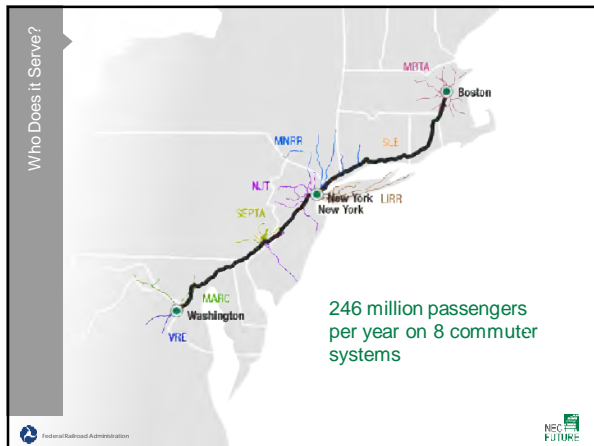 Who Does it Serve?
MBTA
Boston
MNRR
SLE
NJT
New York
LIRR
New York
SEPTA
MARC
Washington
VRE
246 million passengers
per year on 8 commuter
systems
Federal Railroad Administration
NEC
FUTURE